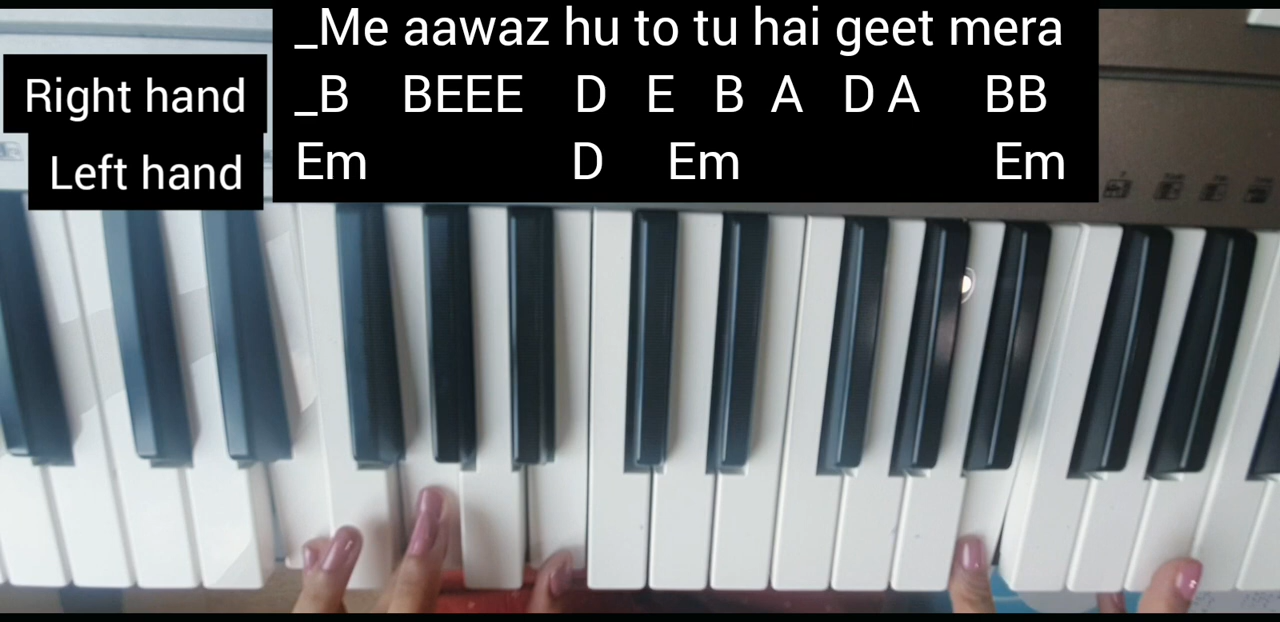 _Me aawaz hu to tu hai geet mera
Right hand _B BEEE D E B A D A BB
Left hand Em D Em Em